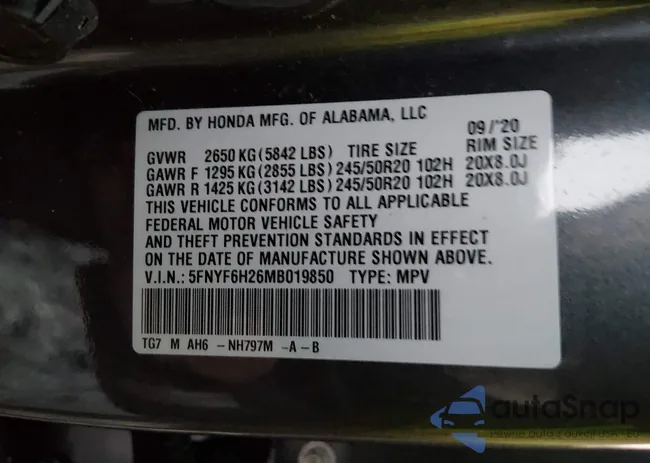 MFD. BY HONDA MFG. OF ALABAMA, LLC
09/'20
GVWR 2650 KG (5842 LBS) TIRE SIZE RIM SIZE
GAWR F 1295 KG (2855 LBS) 245/50R20 102H 20X8.0J
GAWR R 1425 KG (3142 LBS) 245/50R20 102H 20X8.0J
THIS VEHICLE CONFORMS TO ALL APPLICABLE
FEDERAL MOTOR VEHICLE SAFETY
AND THEFT PREVENTION STANDARDS IN EFFECT
ON THE DATE OF MANUFACTURE SHOWN ABOVE.
V.I.N.: 5FNYF6H26MB019850 TYPE: MPV
TG7 M AH6 -NH797M -A-B
autaSnap